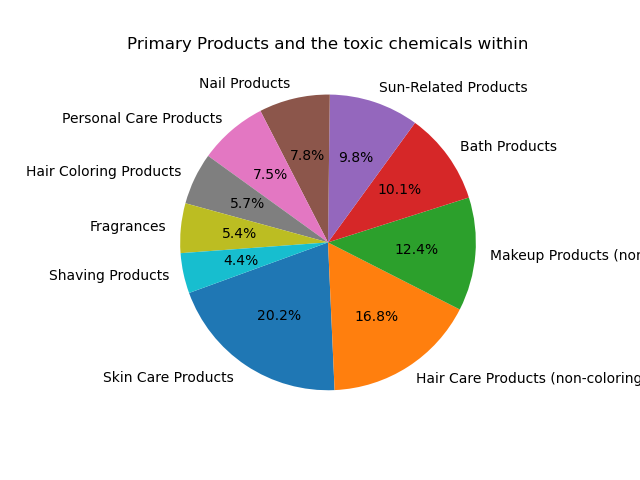 Primary Products and the toxic chemicals within
Nail Products
Sun-Related Products
Personal Care Products
Bath Products
Hair Coloring Products
Fragrances
Makeup Products (non
Shaving Products
Skin Care Products
Hair Care Products (non-coloring
7.8%
9.8%
7.5%
10.1%
5.7%
5.4%
12.4%
4.4%
20.2%
16.8%